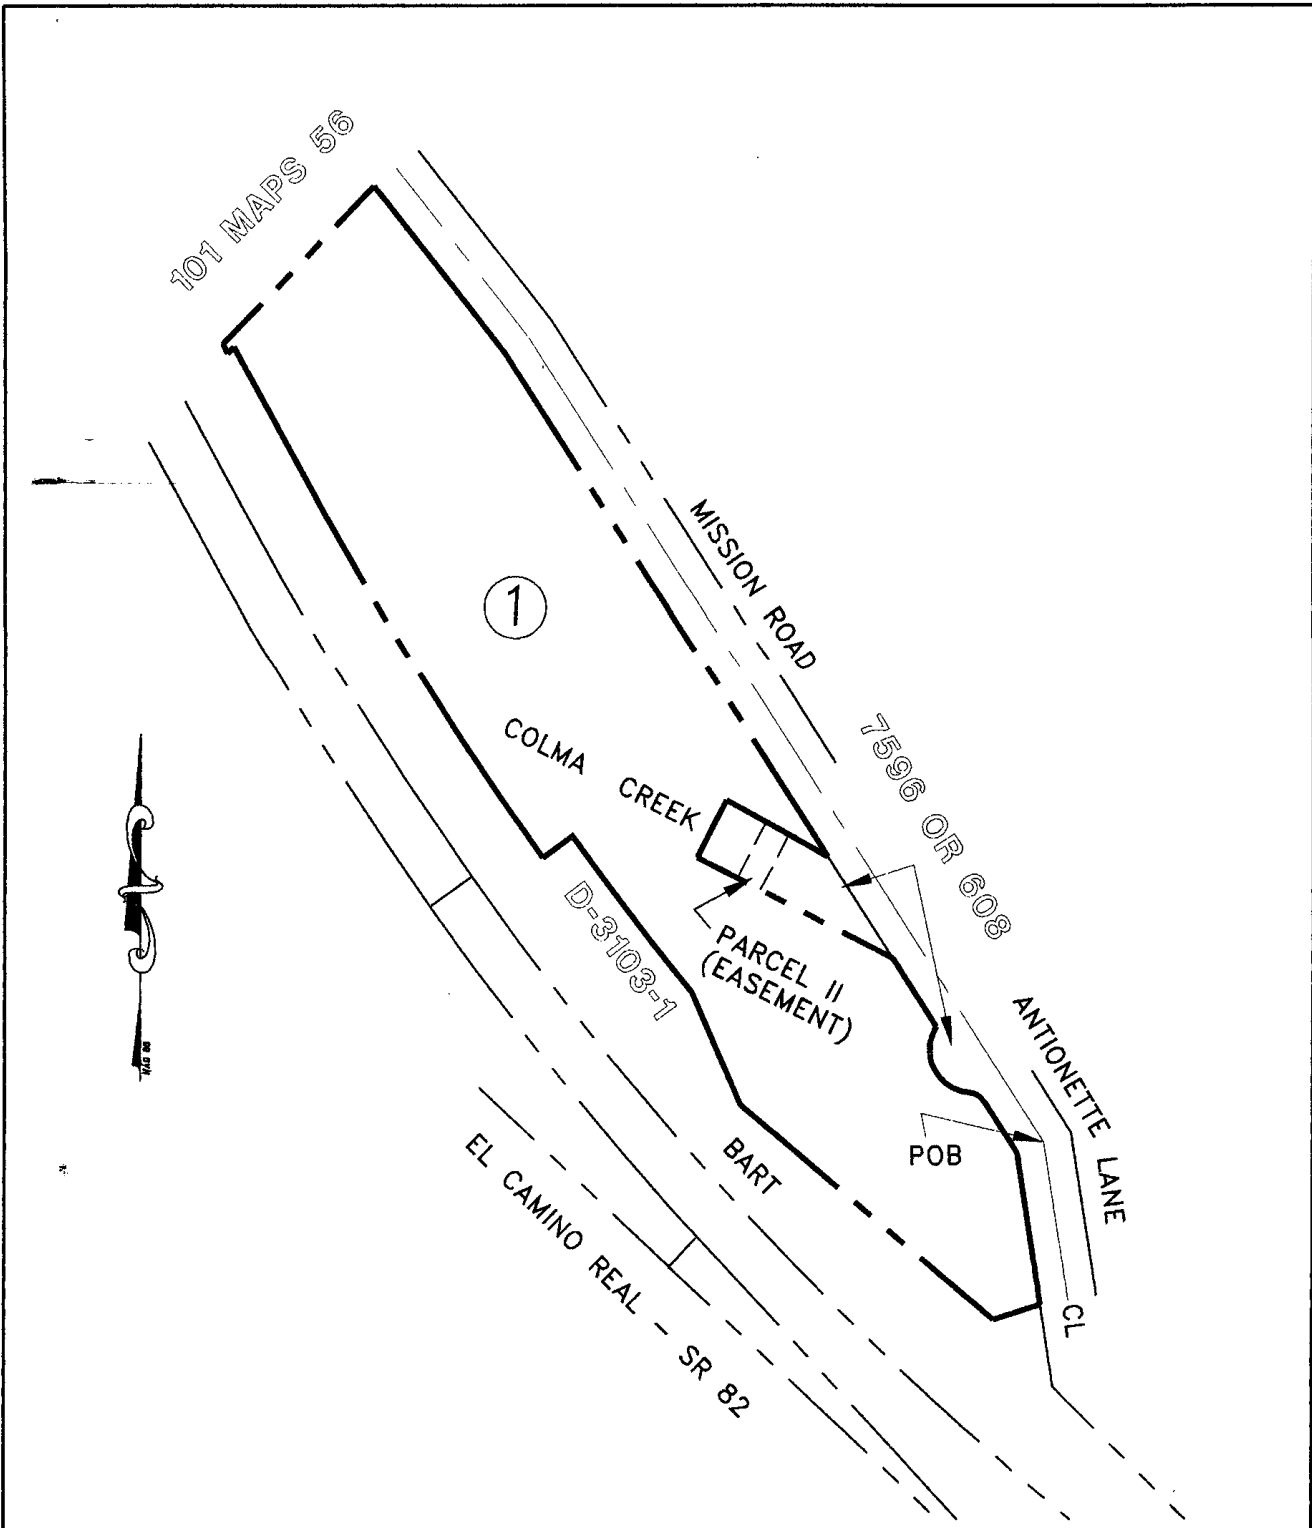 101 MAPS 56
MISSION ROAD
1
COLMA CREEK
7596 OR 608
D-3103-1
PARCEL II
(EASEMENT)
ANTIONETTE LANE
POB
BART
EL CAMINO REAL - SR 82
CL